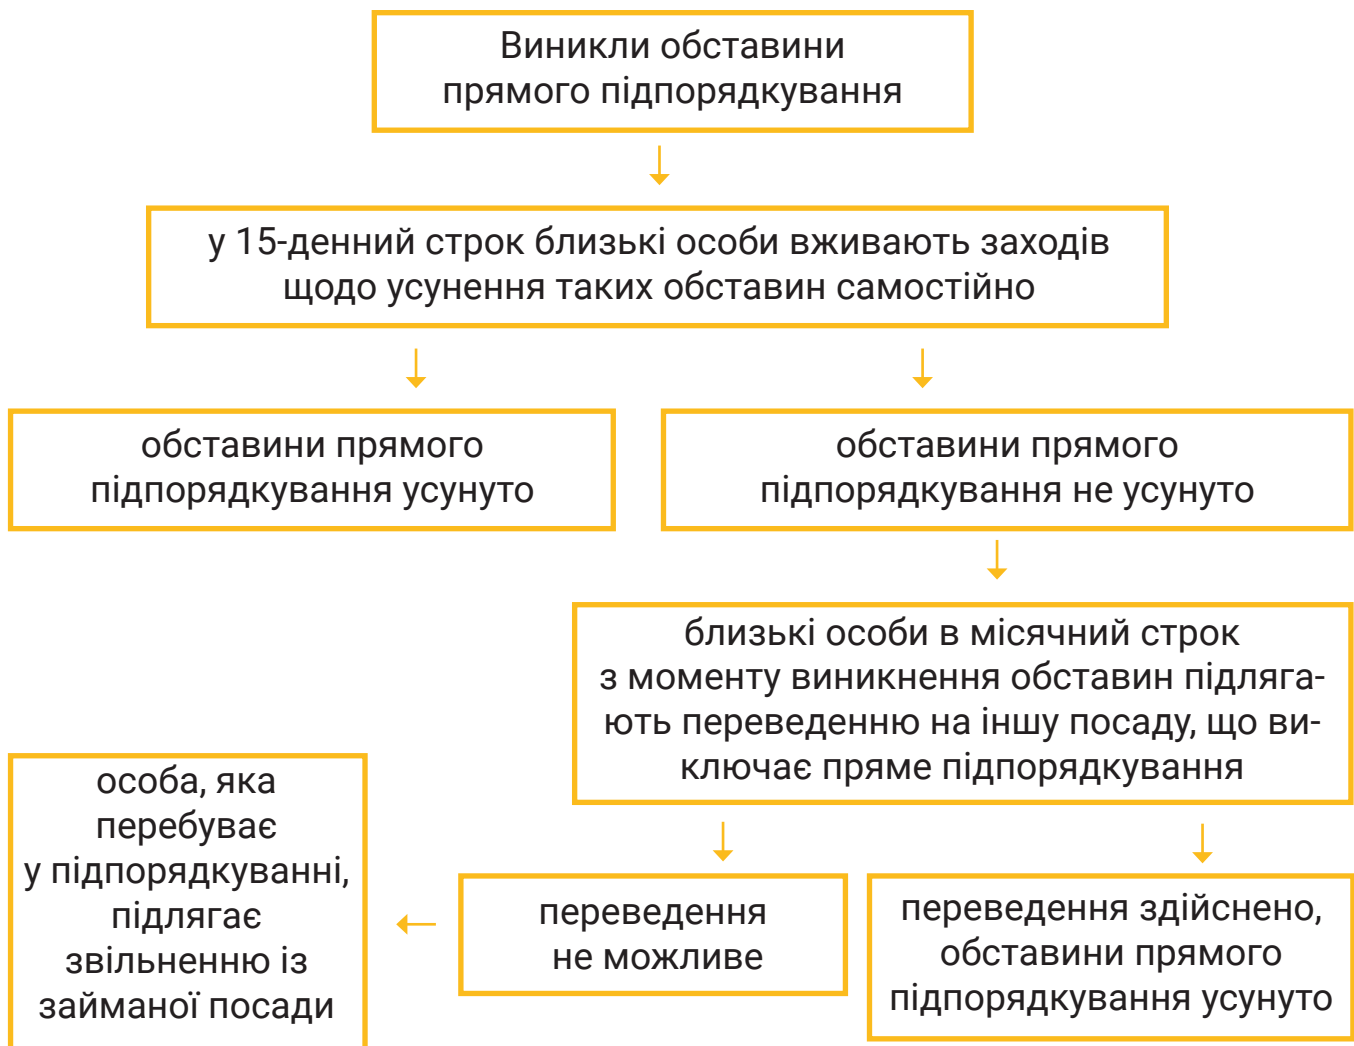 Виникли обставини
прямого підпорядкування
у 15-денний строк близькі особи вживають заходів
щодо усунення таких обставин самостійно
обставини прямого
підпорядкування усунуто
обставини прямого
підпорядкування не усунуто
близькі особи в місячний строк
з моменту виникнення обставин підляга-
ють переведенню на іншу посаду, що ви-
ключає пряме підпорядкування
особа, яка
перебуває
у підпорядкуванні,
підлягає
звільненню із
займаної посади
переведення
не можливе
переведення здійснено,
обставини прямого
підпорядкування усунуто